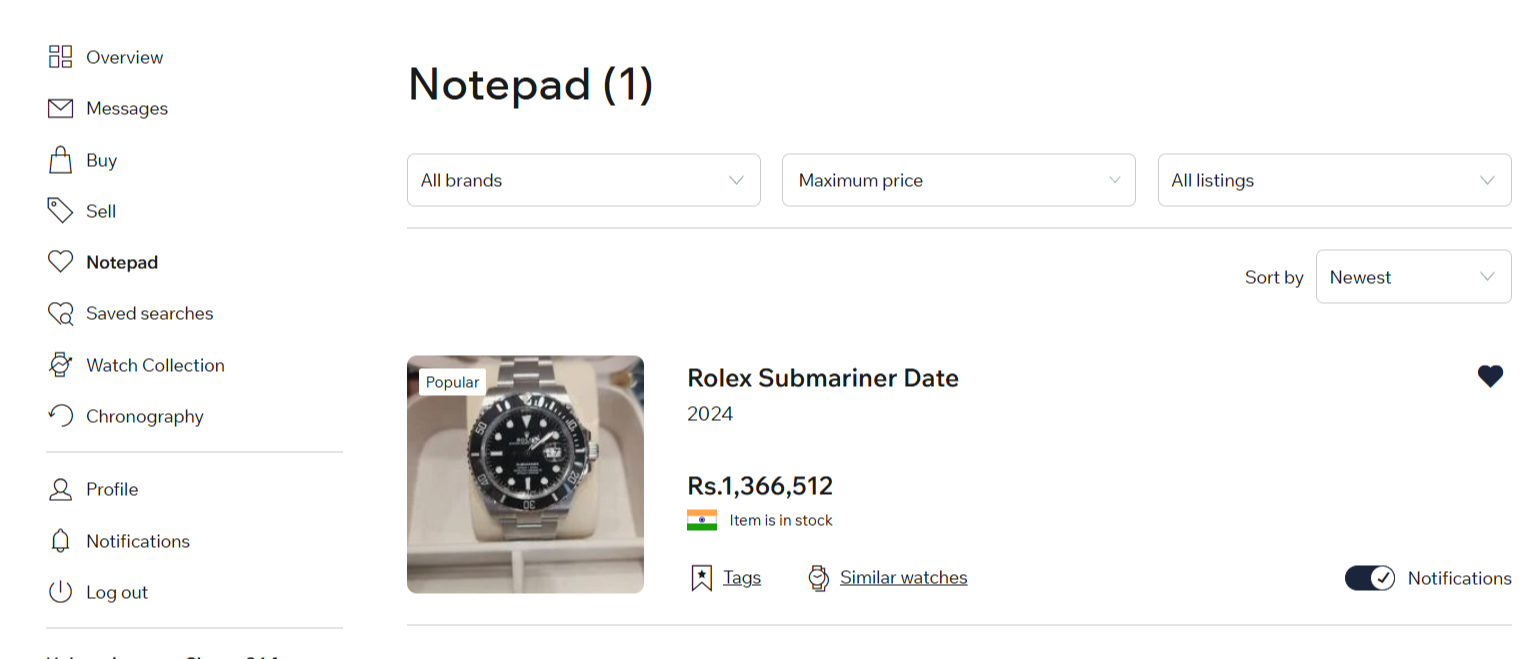 Overview
Messages
Buy
Sell
Notepad
Saved searches
Watch Collection
Chronography
Profile
Notifications
Log out
Notepad (1)
All brands
Maximum price
All listings
Sort by
Newest
Popular
Rolex Submariner Date
2024
Rs.1,366,512
Item is in stock
Tags
Similar watches
Notifications